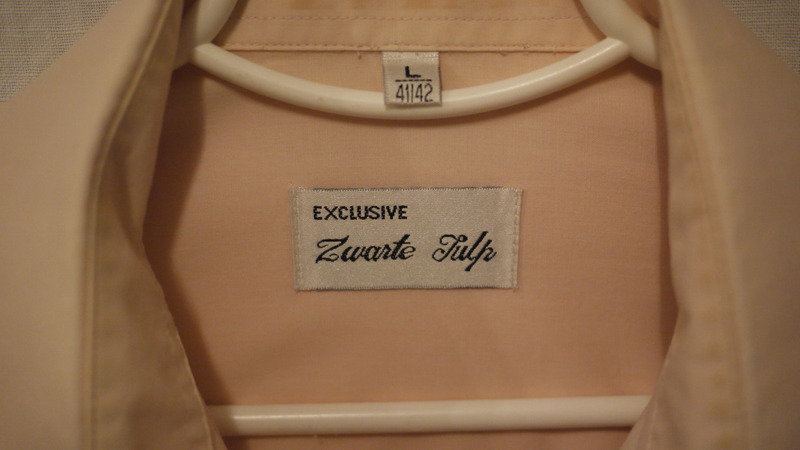 L
41/42
EXCLUSIVE
Zwarte Tulp